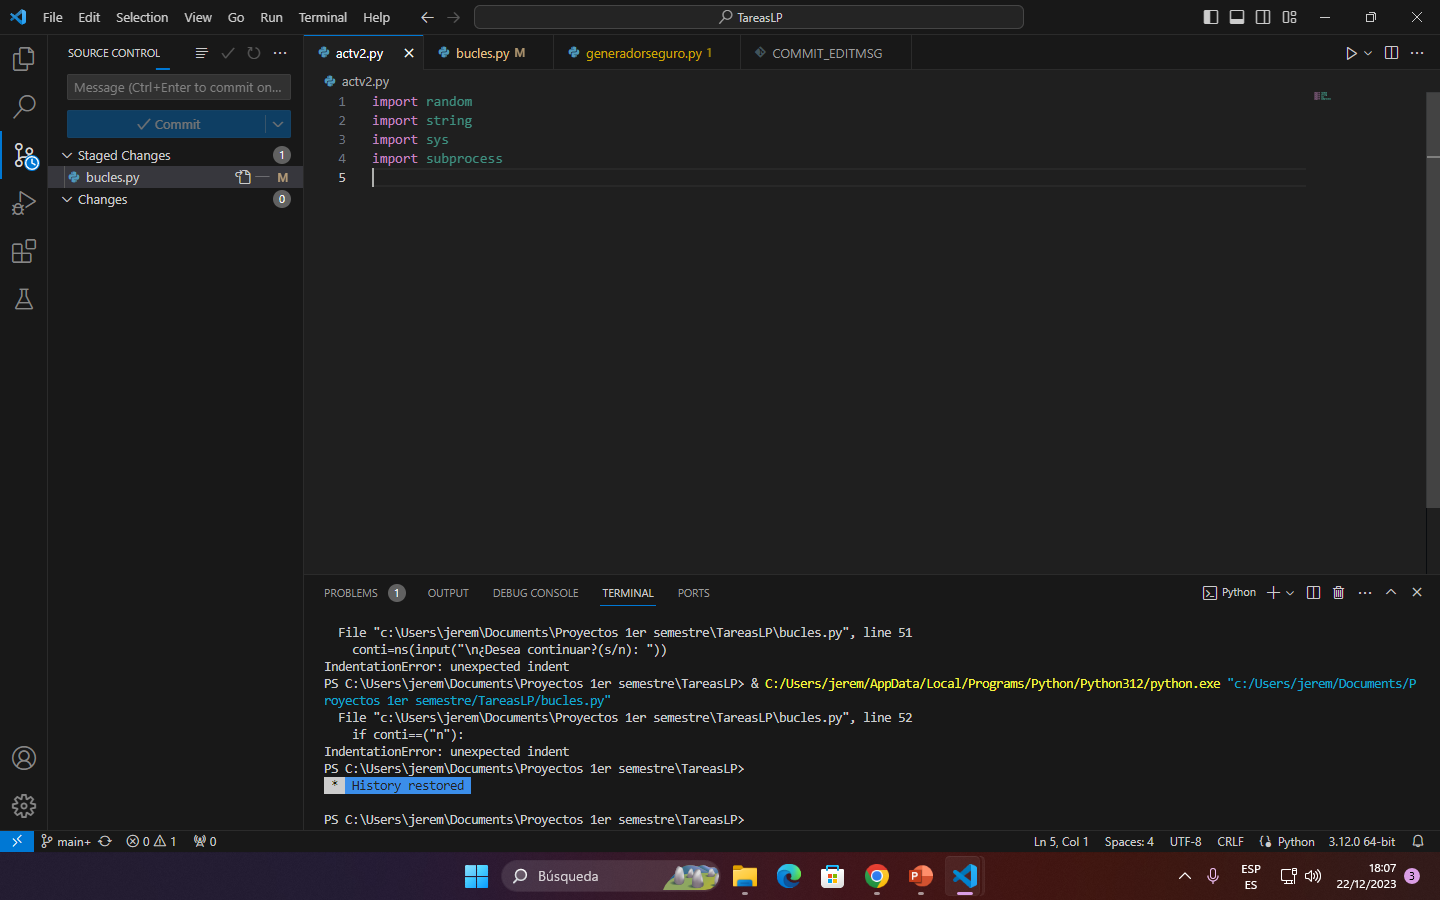 File Edit Selection View Go Run Terminal Help
TareasLP
SOURCE CONTROL
Message (Ctrl+Enter to commit on...
Commit
Staged Changes 1
bucles.py M
Changes 0
actv2.py
bucles.py M
generadorseguro.py 1
COMMIT_EDITMSG
actv2.py
1 import random
2 import string
3 import sys
4 import subprocess
5
PROBLEMS 1 OUTPUT DEBUG CONSOLE TERMINAL PORTS
Python
File "c:\Users\jerem\Documents\Proyectos 1er semestre\TareasLP\bucles.py", line 51
conti=ns(input("\n¿Desea continuar?(s/n): "))
IndentationError: unexpected indent
PS C:\Users\jerem\Documents\Proyectos 1er semestre\TareasLP> & C:/Users/jerem/AppData/Local/Programs/Python/Python312/python.exe "c:/Users/jerem/Documents/P
royectos 1er semestre/TareasLP/bucles.py"
File "c:\Users\jerem\Documents\Proyectos 1er semestre\TareasLP\bucles.py", line 52
if conti==("n"):
IndentationError: unexpected indent
PS C:\Users\jerem\Documents\Proyectos 1er semestre\TareasLP>
* History restored
PS C:\Users\jerem\Documents\Proyectos 1er semestre\TareasLP>
main+ 0 1 0
Ln 5, Col 1 Spaces: 4 UTF-8 CRLF Python 3.12.0 64-bit
Búsqueda
ESP
ES
18:07
22/12/2023
3